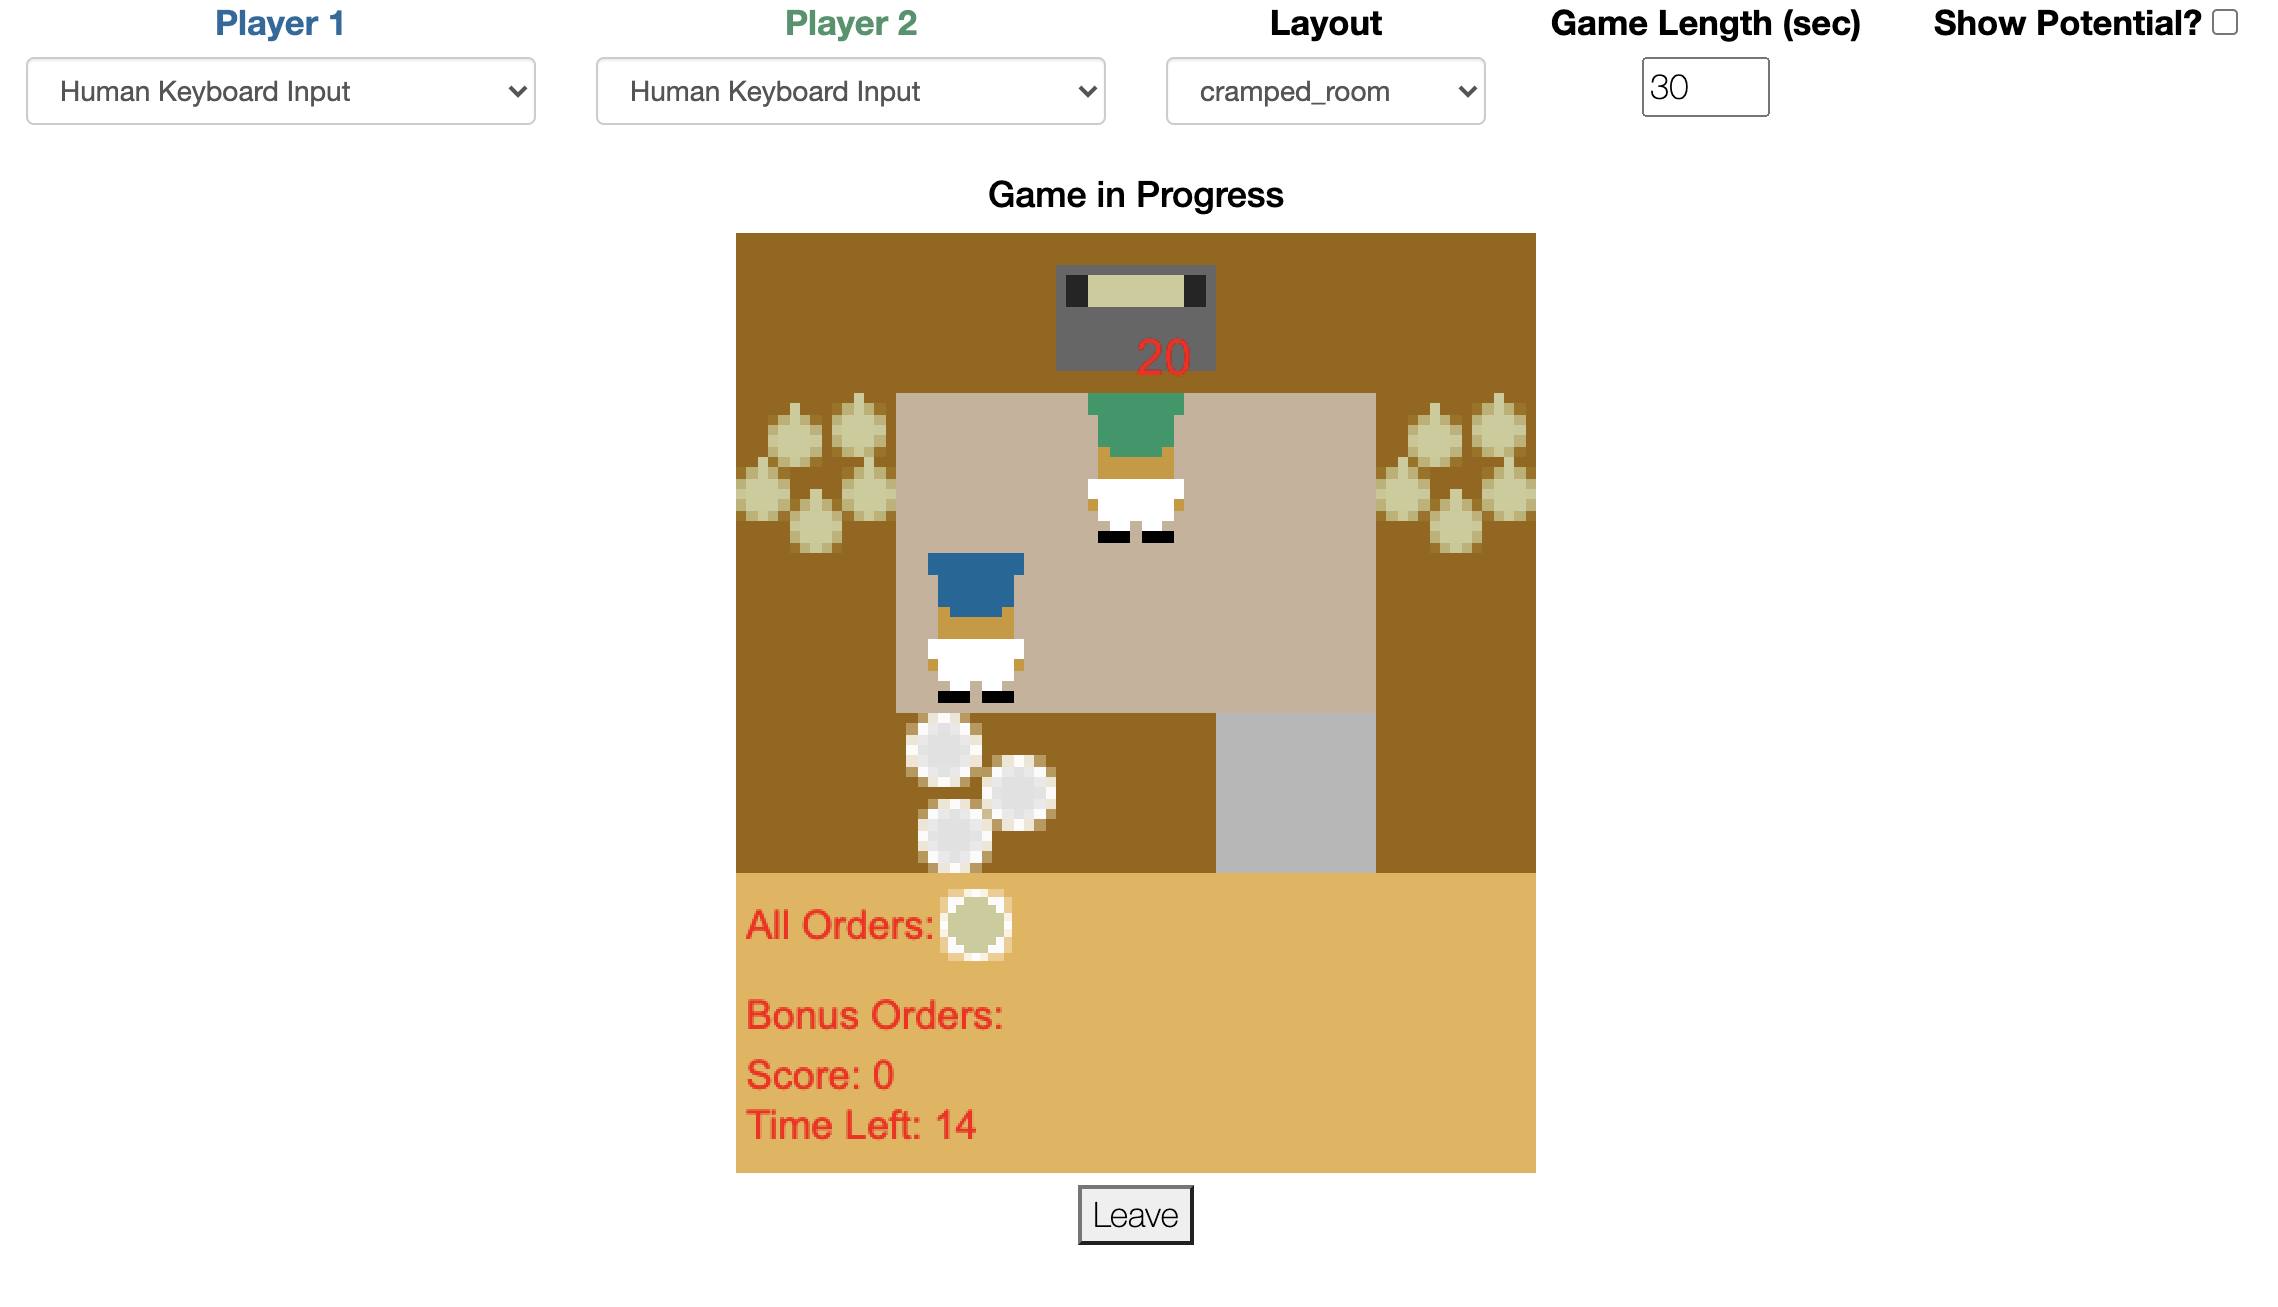 Player 1 Player 2 Layout Game Length (sec) Show Potential?
Human Keyboard Input Human Keyboard Input cramped_room 30
Game in Progress
20
All Orders:
Bonus Orders:
Score: 0
Time Left: 14
Leave